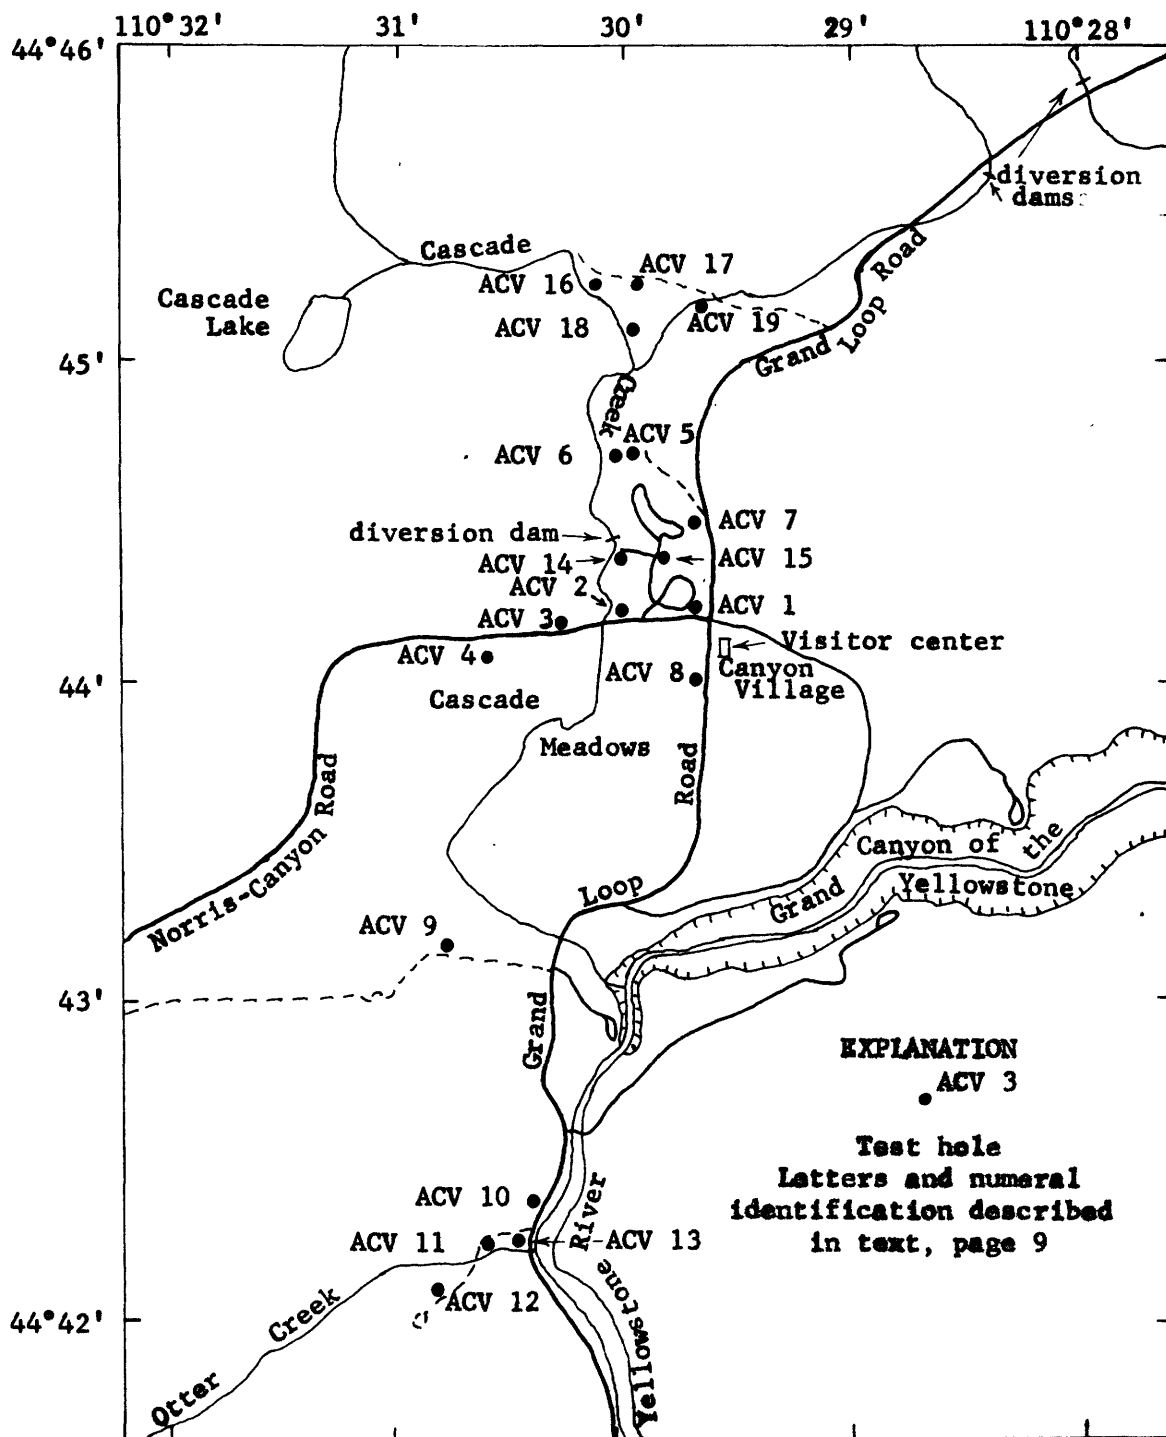 110°32' 31' 30' 29' 110°28'
44°46'
diversion
dams
Cascade
ACV 17
Road
ACV 16
Cascade
Lake
ACV 18
ACV 19
Loop
Grand
45'
Creek
ACV 5
ACV 6
ACV 7
diversion dam
ACV 14
ACV 15
ACV 2
ACV 1
ACV 3
Visitor center
ACV 4
ACV 8
Canyon
Village
44'
Cascade
Meadows
Road
Norris-Canyon Road
Canyon of the
Loop
Grand
Yellowstone
ACV 9
43'
Grand
EXPLANATION
ACV 3
Test hole
Letters and numeral
identification described
in text, page 9
ACV 10
River
ACV 11
ACV 13
ACV 12
Yellowstone
44°42'
Creek
Otter